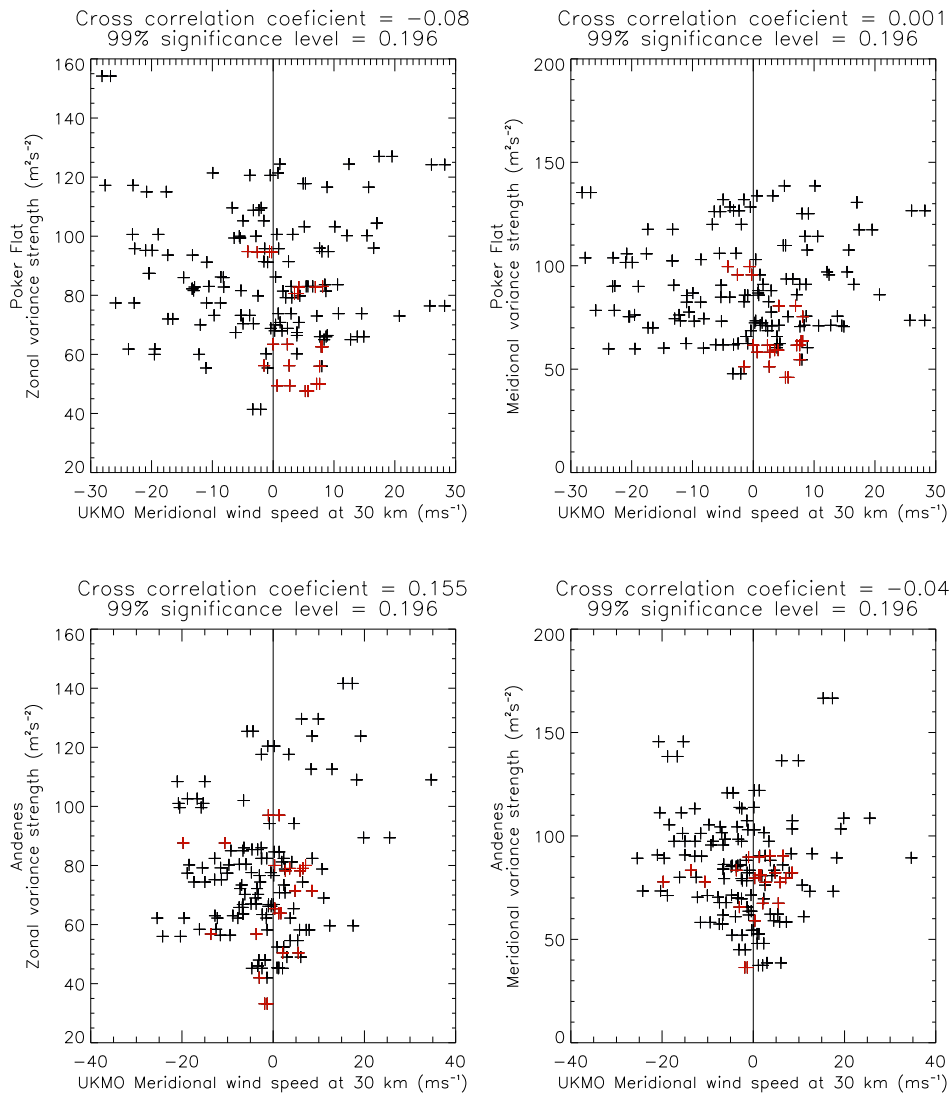 Cross correlation coeficient = −0.08
99% significance level = 0.196
160
140
120
100
80
60
40
20
Poker Flat
Zonal variance strength (m²s⁻²)
−30 −20 −10 0 10 20 30
UKMO Meridional wind speed at 30 km (ms⁻¹)
Cross correlation coeficient = 0.001
99% significance level = 0.196
200
150
100
50
0
Poker Flat
Meidional variance strength (m²s⁻²)
−30 −20 −10 0 10 20 30
UKMO Meridional wind speed at 30 km (ms⁻¹)
Cross correlation coeficient = 0.155
99% significance level = 0.196
160
140
120
100
80
60
40
20
Andenes
Zonal variance strength (m²s⁻²)
−40 −20 0 20 40
UKMO Meridional wind speed at 30 km (ms⁻¹)
Cross correlation coeficient = −0.04
99% significance level = 0.196
200
150
100
50
0
Andenes
Meridional variance strength (m²s⁻²)
−40 −20 0 20 40
UKMO Meridional wind speed at 30 km (ms⁻¹)